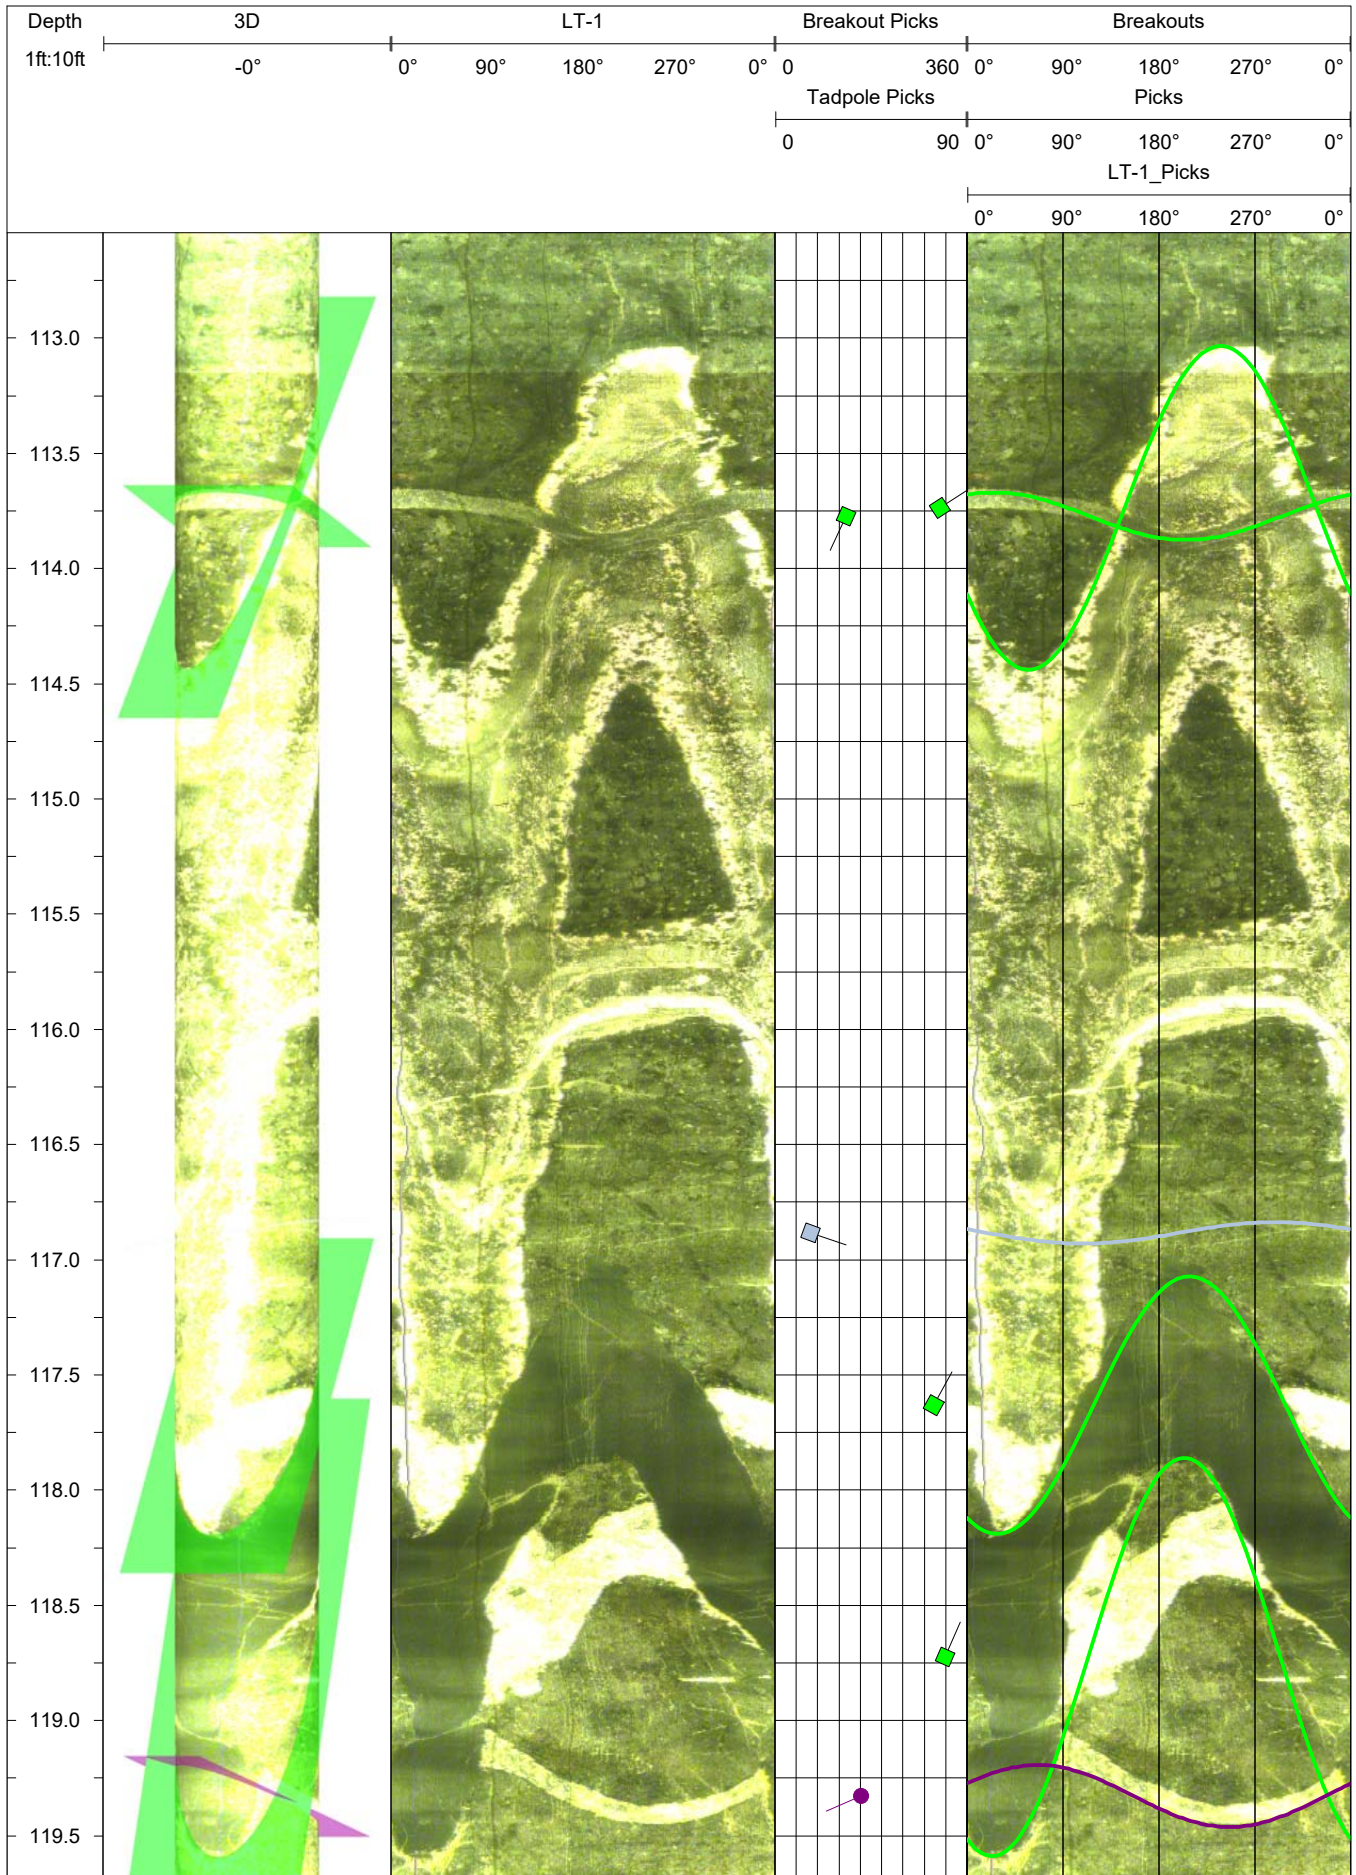 Depth 3D LT-1 Breakout Picks Breakouts
1ft:10ft -0° 0° 90° 180° 270° 0° 0 360 0° 90° 180° 270° 0°
Tadpole Picks Picks
0 90 0° 90° 180° 270° 0°
LT-1_Picks
0° 90° 180° 270° 0°
113.0
113.5
114.0
114.5
115.0
115.5
116.0
116.5
117.0
117.5
118.0
118.5
119.0
119.5